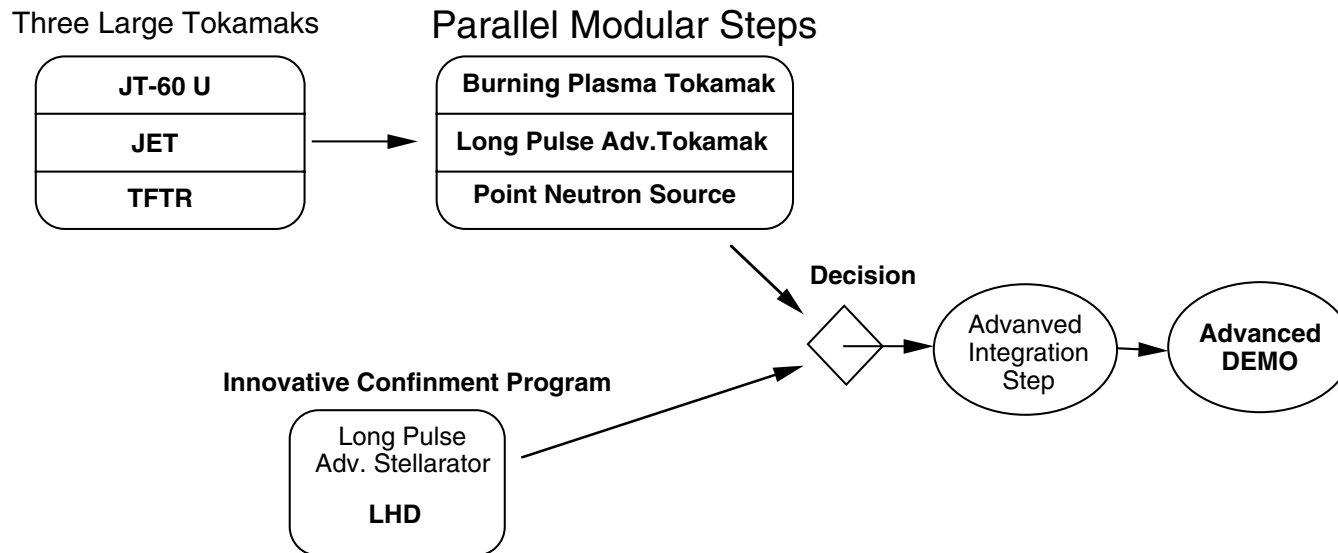 Three Large Tokamaks
JT-60 U
JET
TFTR
Parallel Modular Steps
Burning Plasma Tokamak
Long Pulse Adv.Tokamak
Point Neutron Source
Decision
Advanved
Integration
Step
Advanced
DEMO
Innovative Confinment Program
Long Pulse
Adv. Stellarator
LHD